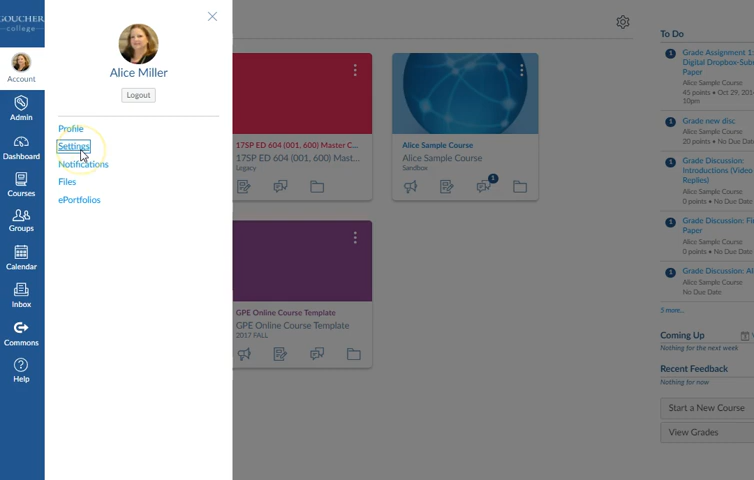 GOUCHER
college
Account
Admin
Dashboard
Courses
Groups
Calendar
Inbox
Commons
Help
Alice Miller
Logout
Profile
Settings
Notifications
Files
ePortfolios
17SP ED 604 (001, 600) Master C...
17SP ED 604 (001, 600) Mast...
Legacy
Alice Sample Course
Alice Sample Course
Sandbox
1
GPE Online Course Template
GPE Online Course Template
2017 FALL
To Do
1
Grade Assignment 1:
Digital Dropbox-Sub
Paper
Alice Sample Course
45 points • Oct 29, 201
10pm
1
Grade new disc
Alice Sample Course
20 points • No Due Date
1
Grade Discussion:
Introductions (Video
Replies)
Alice Sample Course
0 points • No Due Date
1
Grade Discussion: Fi
Paper
Alice Sample Course
0 points • No Due Date
1
Grade Discussion: Al
Alice Sample Course
No Due Date
5 more...
Coming Up
Nothing for the next week
Recent Feedback
Nothing for now
Start a New Course
View Grades